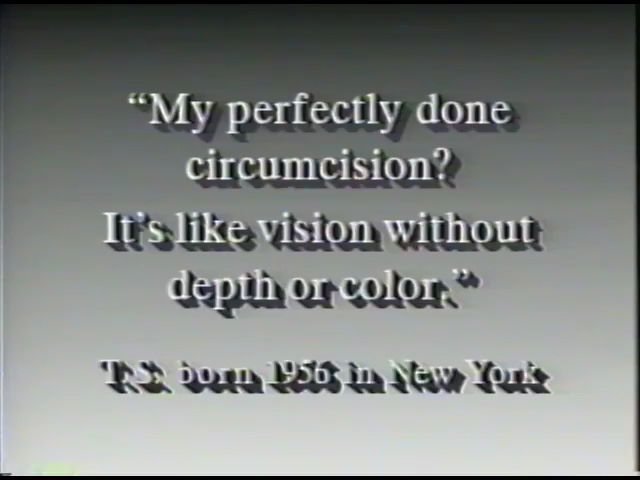 “My perfectly done
circumcision?
It's like vision without
depth or color.”
T.S. born 1956 in New York